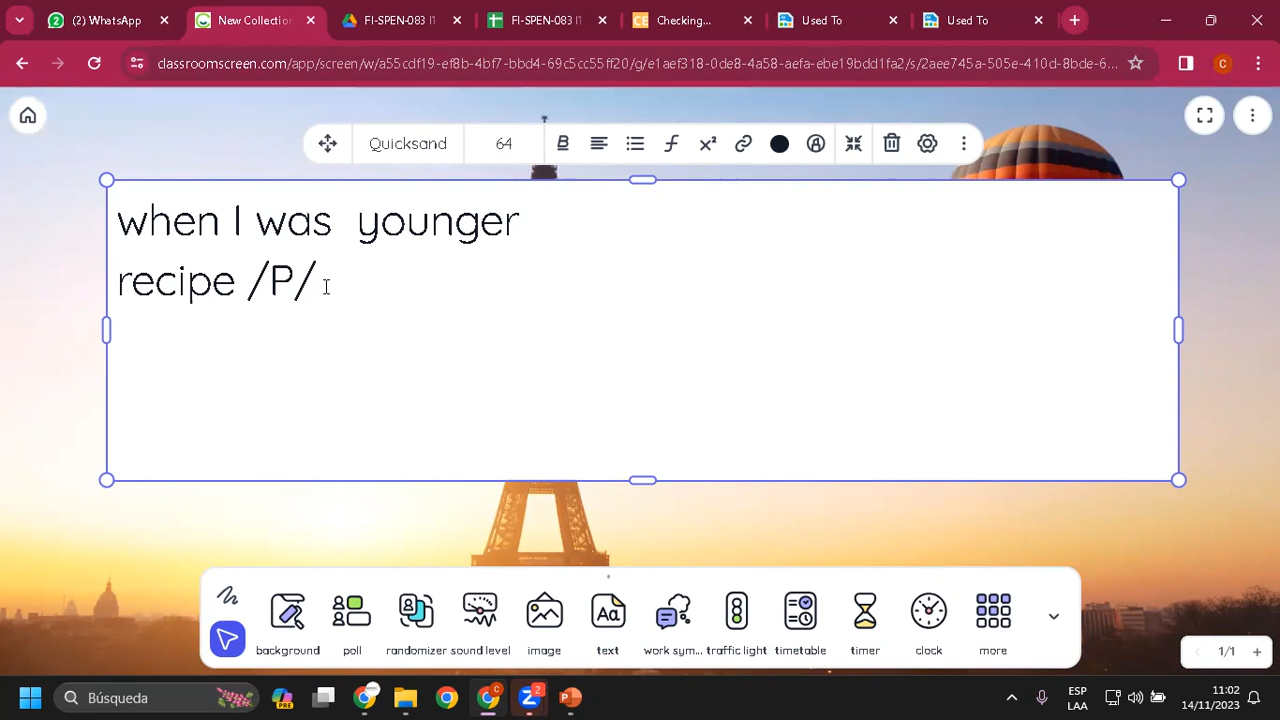 (2) WhatsApp
New Collection
FI-SPEN-083 I1
FI-SPEN-083 I1
Checking...
Used To
Used To
classroomscreen.com/app/screen/w/a55cdf19-ef8b-4bf7-bbd4-69c5cc55ff20/g/e1aef318-0de8-4a58-aefa-ebe19bdd1fa2/s/2aee745a-505e-410d-8bde-6...
Quicksand 64
when I was younger
recipe /P/
background poll randomizer sound level image text work sym... traffic light timetable timer clock more
1/1
Búsqueda
PRE
ESP
LAA
11:02
14/11/2023